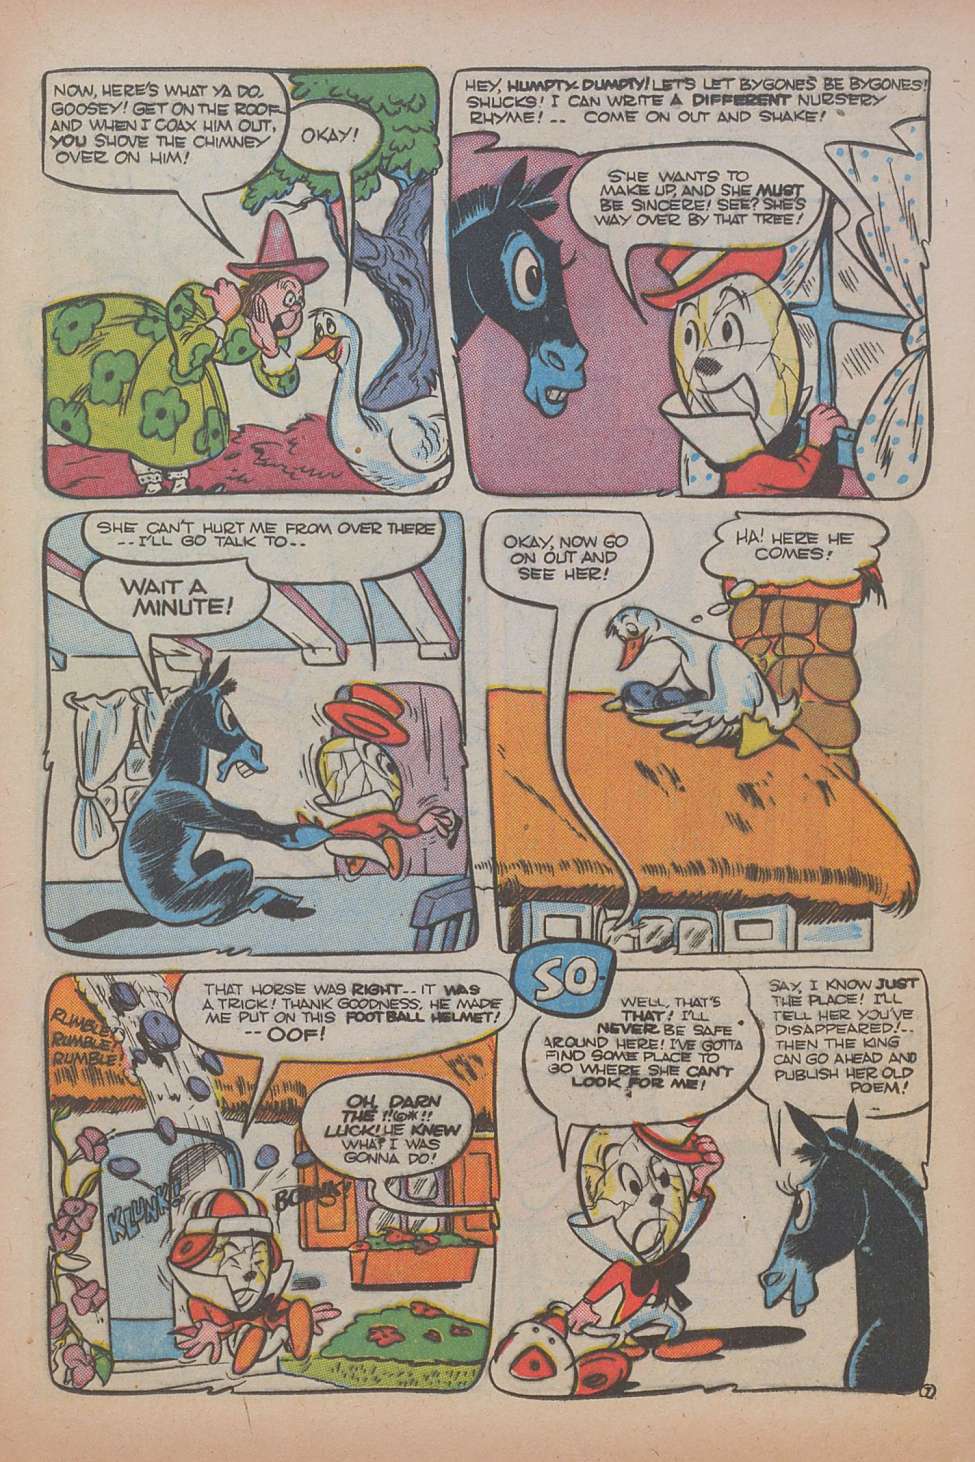 NOW, HERE'S WHAT YA DO,
GOOSEY! GET ON THE ROOF
AND WHEN I COAX HIM OUT,
YOU SHOVE THE CHIMNEY
OVER ON HIM!
OKAY!
HEY, HUMPTY-DUMPTY! LET'S LET BYGONES BE BYGONES!
SHUCKS! I CAN WRITE A DIFFERENT NURSERY
RHYME! -- COME ON OUT AND SHAKE!
SHE WANTS TO
MAKE UP, AND SHE MUST
BE SINCERE! SEE? SHE'S
WAY OVER BY THAT TREE!
SHE CAN'T HURT ME FROM OVER THERE
-- I'LL GO TALK TO--
WAIT A
MINUTE!
OKAY, NOW GO
ON OUT AND
SEE HER!
HA! HERE HE
COMES!
RUMBLE!
RUMBLE!
RUMBLE!
THAT HORSE WAS RIGHT-- IT WAS
A TRICK! THANK GOODNESS, HE MADE
ME PUT ON THIS FOOTBALL HELMET!
-- OOF!
KLUNK!
BOINK!
OH, DARN
THE !!@*!!
LUCK! HE KNEW
WHAT I WAS
GONNA DO!
SO-
WELL, THAT'S
THAT! I'LL
NEVER BE SAFE
AROUND HERE! I'VE GOTTA
FIND SOME PLACE TO
GO WHERE SHE CAN'T
LOOK FOR ME!
SAY, I KNOW JUST
THE PLACE! I'LL
TELL HER YOU'VE
DISAPPEARED!--
THEN THE KING
CAN GO AHEAD AND
PUBLISH HER OLD
POEM!
7